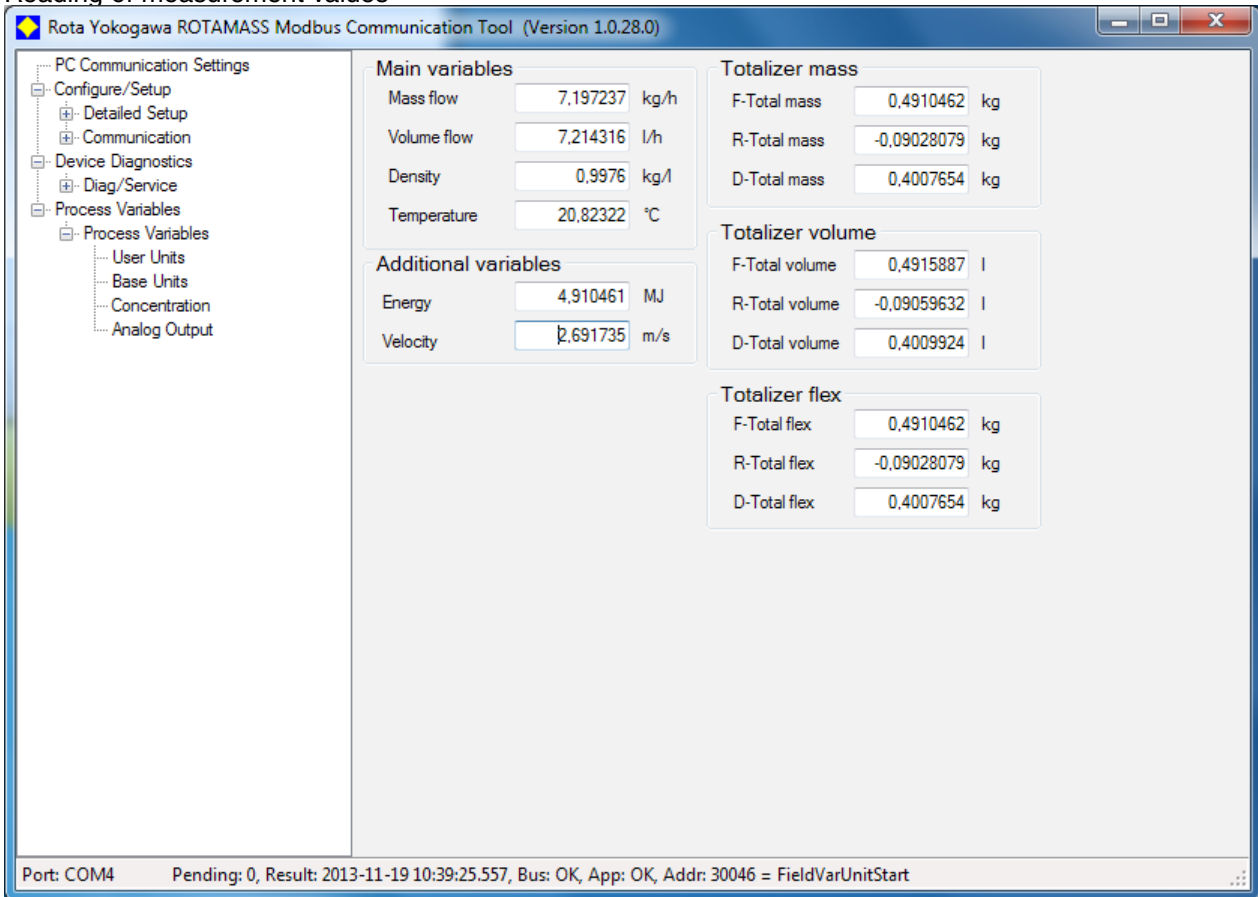 Reading of measurement values
Rota Yokogawa ROTAMASS Modbus Communication Tool (Version 1.0.28.0)
PC Communication Settings
Configure/Setup
Detailed Setup
Communication
Device Diagnostics
Diag/Service
Process Variables
Process Variables
User Units
Base Units
Concentration
Analog Output
Main variables
Mass flow 7,197237 kg/h
Volume flow 7,214316 l/h
Density 0,9976 kg/l
Temperature 20,82322 °C
Additional variables
Energy 4,910461 MJ
Velocity 2,691735 m/s
Totalizer mass
F-Total mass 0,4910462 kg
R-Total mass -0,09028079 kg
D-Total mass 0,4007654 kg
Totalizer volume
F-Total volume 0,4915887 l
R-Total volume -0,09059632 l
D-Total volume 0,4009924 l
Totalizer flex
F-Total flex 0,4910462 kg
R-Total flex -0,09028079 kg
D-Total flex 0,4007654 kg
Port: COM4 Pending: 0, Result: 2013-11-19 10:39:25.557, Bus: OK, App: OK, Addr: 30046 = FieldVarUnitStart